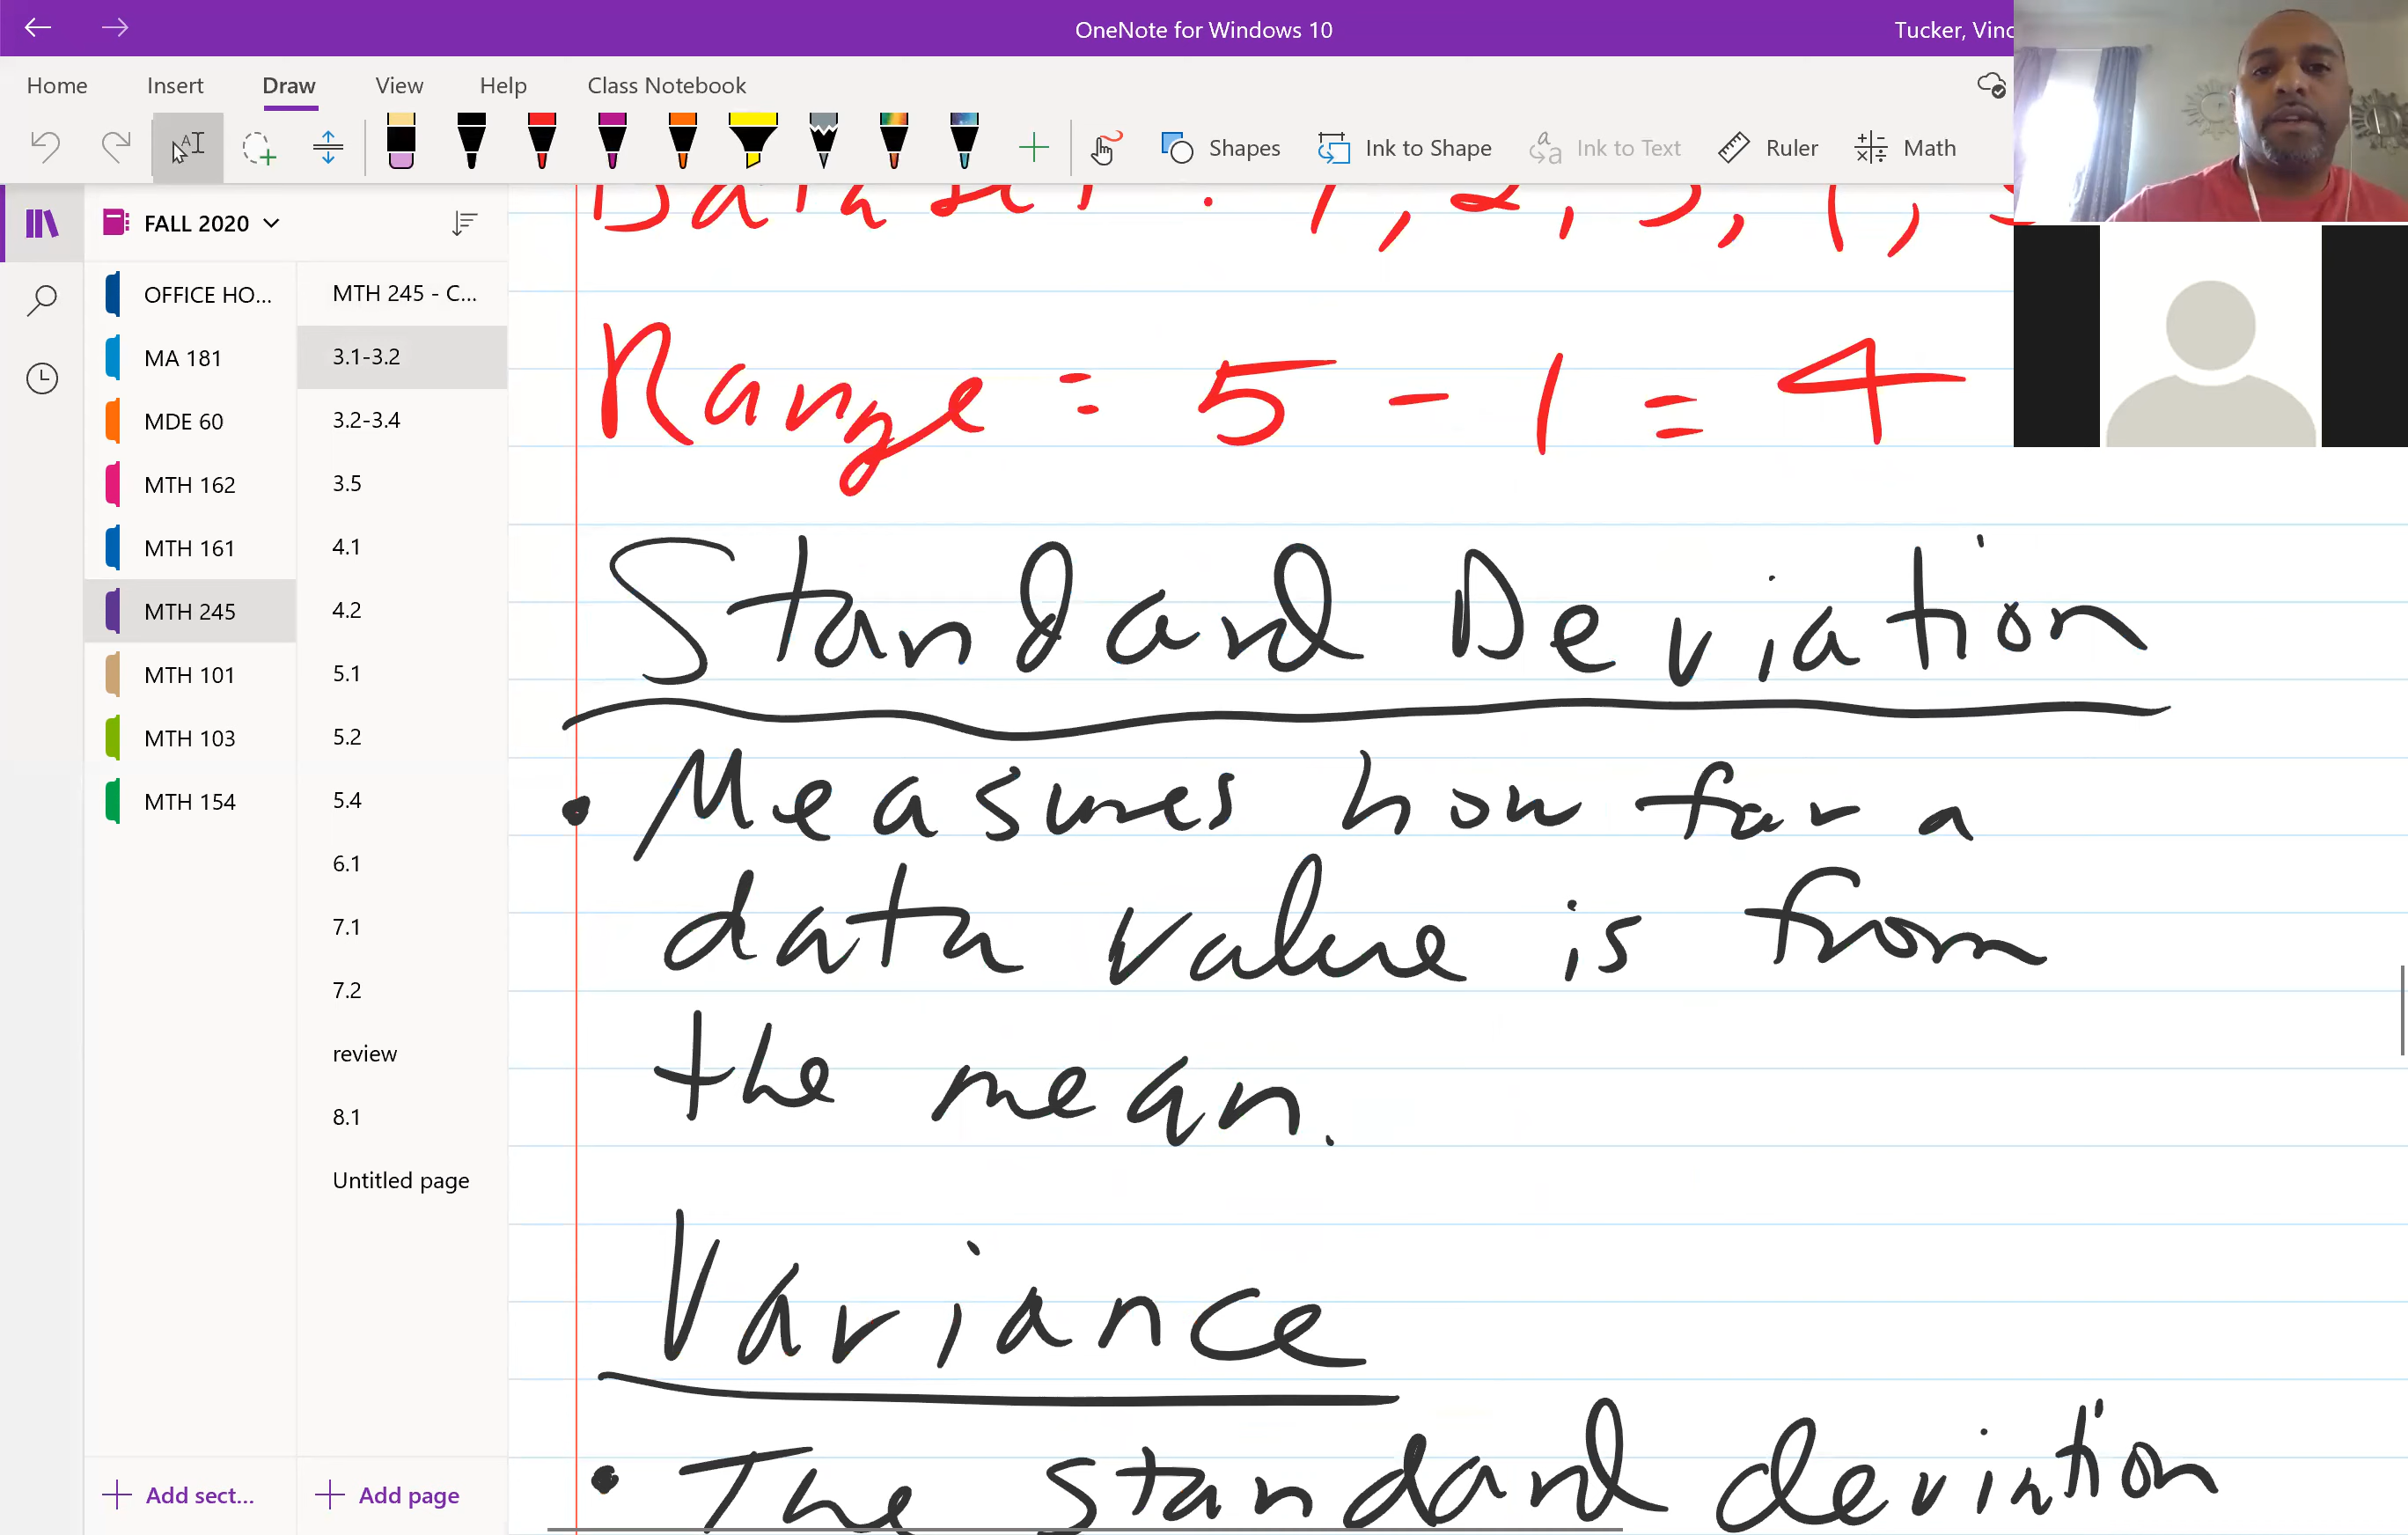 OneNote for Windows 10
Tucker, Vinc
Home Insert Draw View Help Class Notebook
Shapes Ink to Shape Ink to Text Ruler Math
FALL 2020
OFFICE HO...
MA 181
MDE 60
MTH 162
MTH 161
MTH 245
MTH 101
MTH 103
MTH 154
Add sect...
MTH 245 - C...
3.1-3.2
3.2-3.4
3.5
4.1
4.2
5.1
5.2
5.4
6.1
7.1
7.2
review
8.1
Untitled page
Add page
Range = 5 - 1 = 4
Standard Deviation
• Measures how far a
data value is from
the mean.
Variance
• The standard deviation